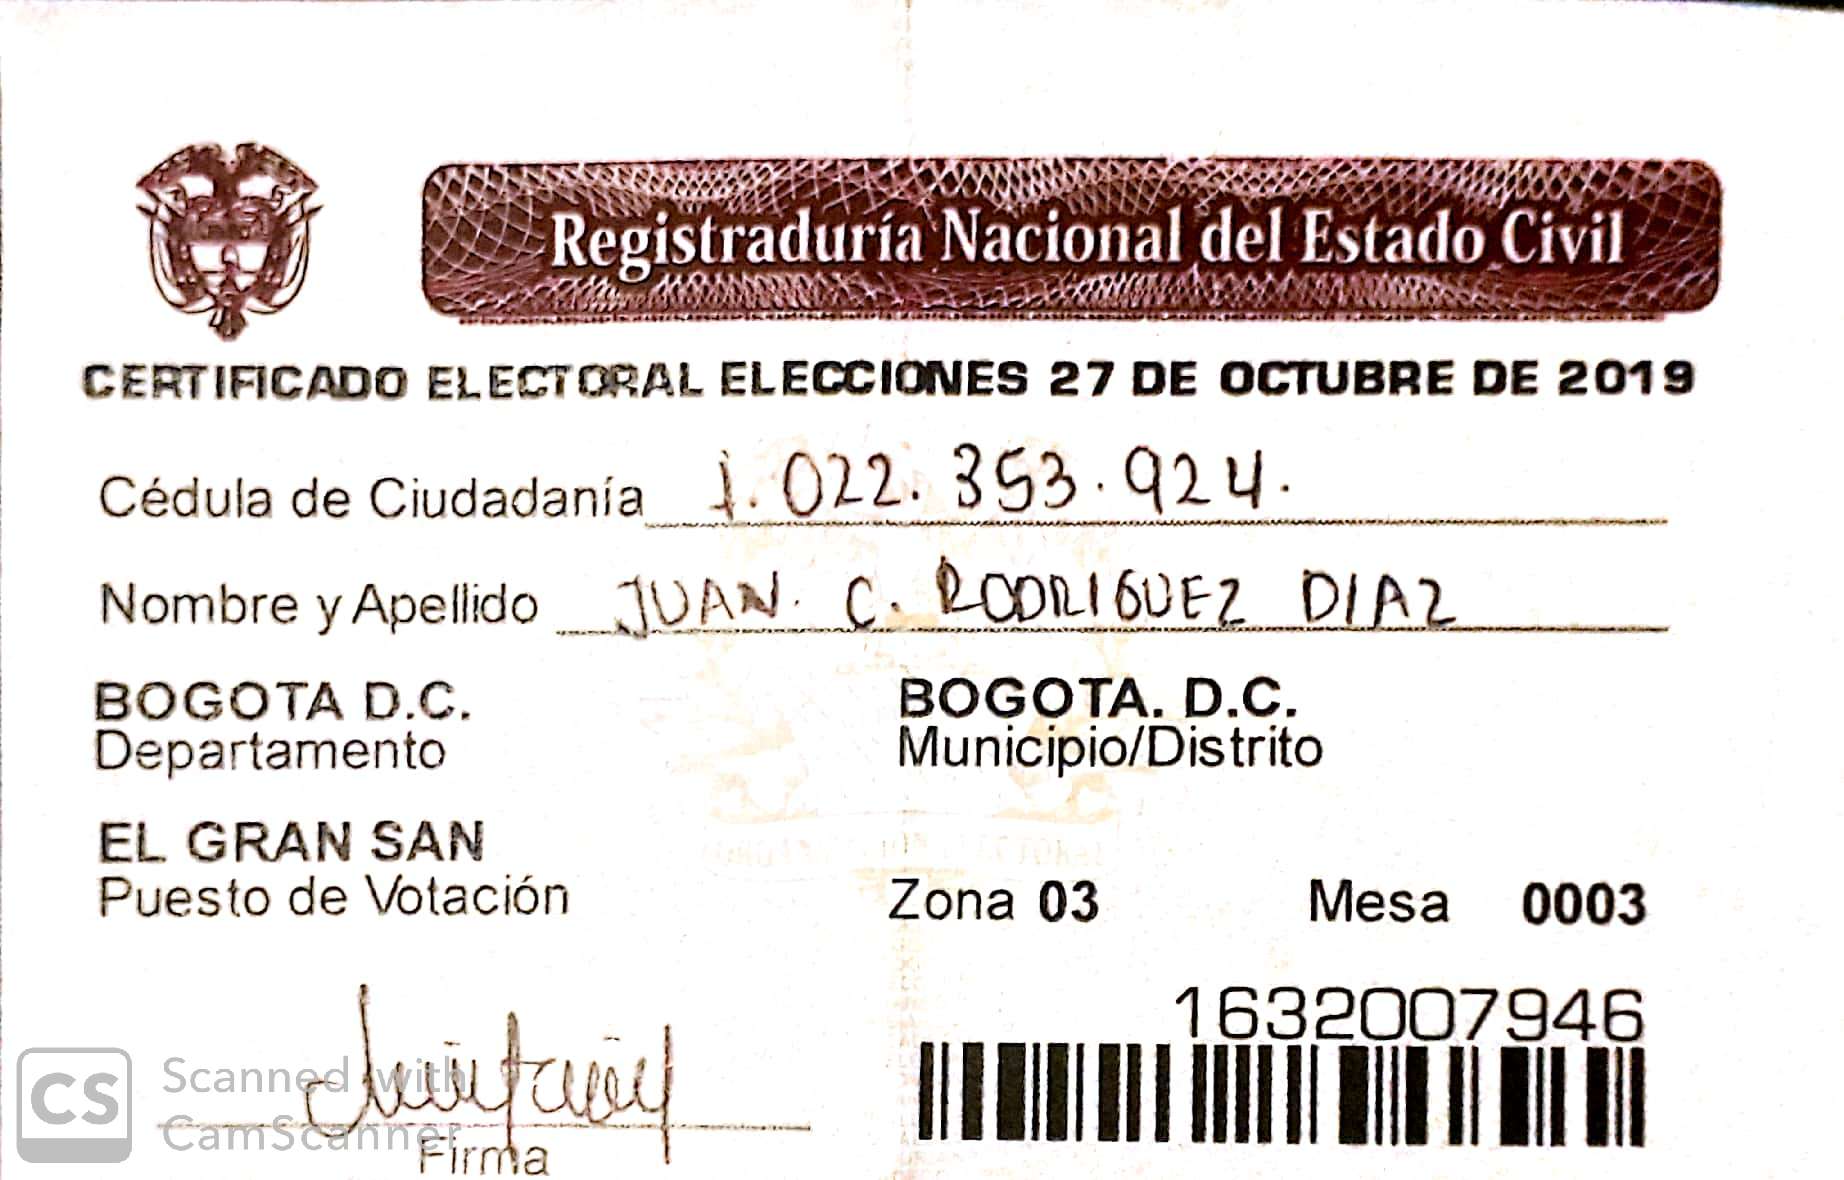 Registraduría Nacional del Estado Civil
CERTIFICADO ELECTORAL ELECCIONES 27 DE OCTUBRE DE 2019
Cédula de Ciudadanía 1.022.353.924.
Nombre y Apellido JUAN. C. RODRIGUEZ DIAZ
BOGOTA D.C. BOGOTA. D.C.
Departamento Municipio/Distrito
EL GRAN SAN
Puesto de Votación Zona 03 Mesa 0003
1632007946
CS Scanned with
CamScanner
Firma